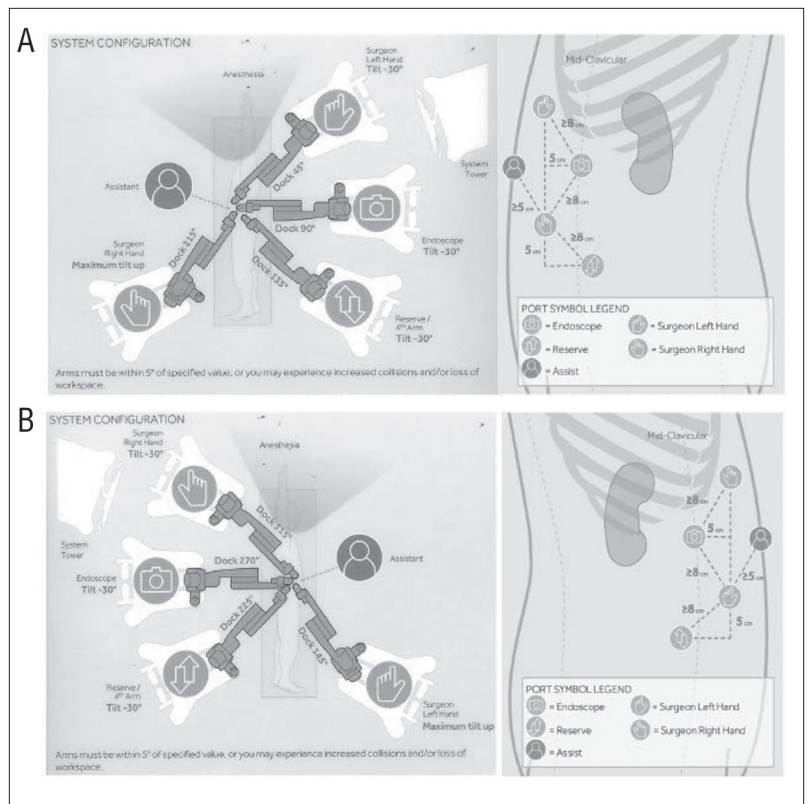 A
SYSTEM CONFIGURATION
Surgeon
Left Hand
Tilt -30°
Anesthesia
System
Tower
Assistant
Dock 45°
Dock 90°
Endoscope
Tilt -30°
Surgeon
Right Hand
Maximum tilt up
Dock 215°
Dock 135°
Reserve /
4th Arm
Tilt -30°
Arms must be within 5° of specified value, or you may experience increased collisions and/or loss of
workspace.
Mid-Clavicular
≥8 cm
5 cm
≥5 cm
≥8 cm
≥8 cm
5 cm
PORT SYMBOL LEGEND
= Endoscope
= Surgeon Left Hand
= Reserve
= Surgeon Right Hand
= Assist
B
SYSTEM CONFIGURATION
Surgeon
Right Hand
Tilt -30°
Anesthesia
System
Tower
Dock 315°
Assistant
Endoscope
Tilt -30°
Dock 270°
Dock 225°
Dock 145°
Reserve /
4th Arm
Tilt -30°
Surgeon
Left Hand
Maximum tilt up
Arms must be within 5° of specified value, or you may experience increased collisions and/or loss of
workspace.
Mid-Clavicular
≥8 cm
5 cm
≥8 cm
≥5 cm
≥8 cm
5 cm
PORT SYMBOL LEGEND
= Endoscope
= Surgeon Left Hand
= Reserve
= Surgeon Right Hand
= Assist